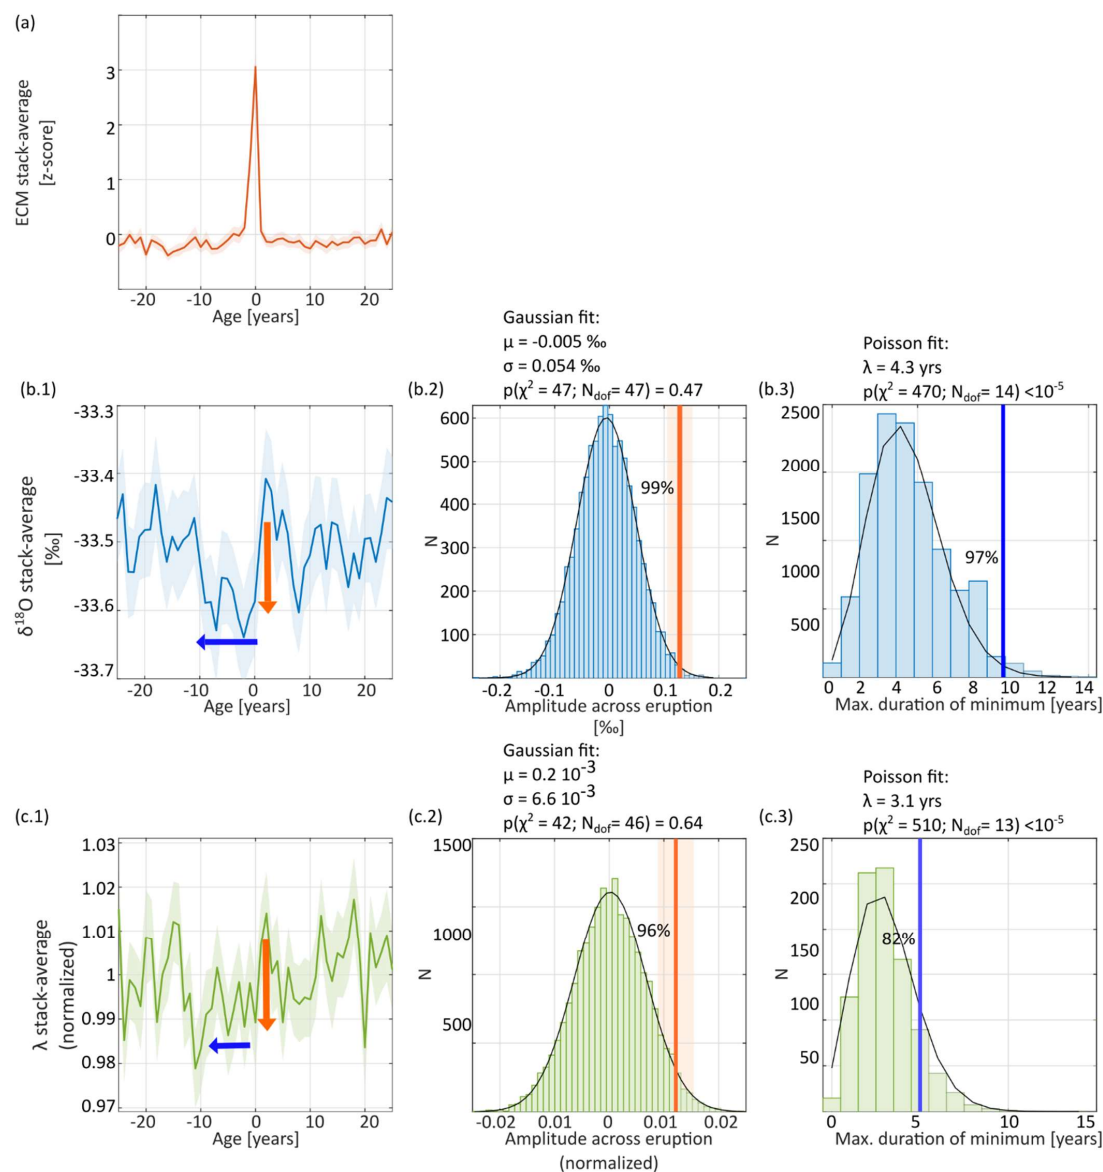 (a)
ECM stack-average
[z-score]
3
2
1
0
-20 -10 0 10 20
Age [years]
(b.1)
δ¹⁸O stack-average
[‰]
-33.3
-33.4
-33.5
-33.6
-33.7
-20 -10 0 10 20
Age [years]
Gaussian fit:
μ = -0.005 ‰
σ = 0.054 ‰
p(χ² = 47; N_dof= 47) = 0.47
(b.2)
N
600
500
400
300
200
100
99%
-0.2 -0.1 0 0.1 0.2
Amplitude across eruption
[‰]
Poisson fit:
λ = 4.3 yrs
p(χ² = 470; N_dof= 14) <10⁻⁵
(b.3)
N
2500
2000
1500
1000
500
97%
0 2 4 6 8 10 12 14
Max. duration of minimum [years]
(c.1)
λ stack-average
(normalized)
1.03
1.02
1.01
1
0.99
0.98
0.97
-20 -10 0 10 20
Age [years]
Gaussian fit:
μ = 0.2 10⁻³
σ = 6.6 10⁻³
p(χ² = 42; N_dof= 46) = 0.64
(c.2)
N
1500
1000
500
96%
-0.02 -0.01 0 0.01 0.02
Amplitude across eruption
(normalized)
Poisson fit:
λ = 3.1 yrs
p(χ² = 510; N_dof= 13) <10⁻⁵
(c.3)
N
250
200
150
100
50
82%
0 5 10 15
Max. duration of minimum [years]